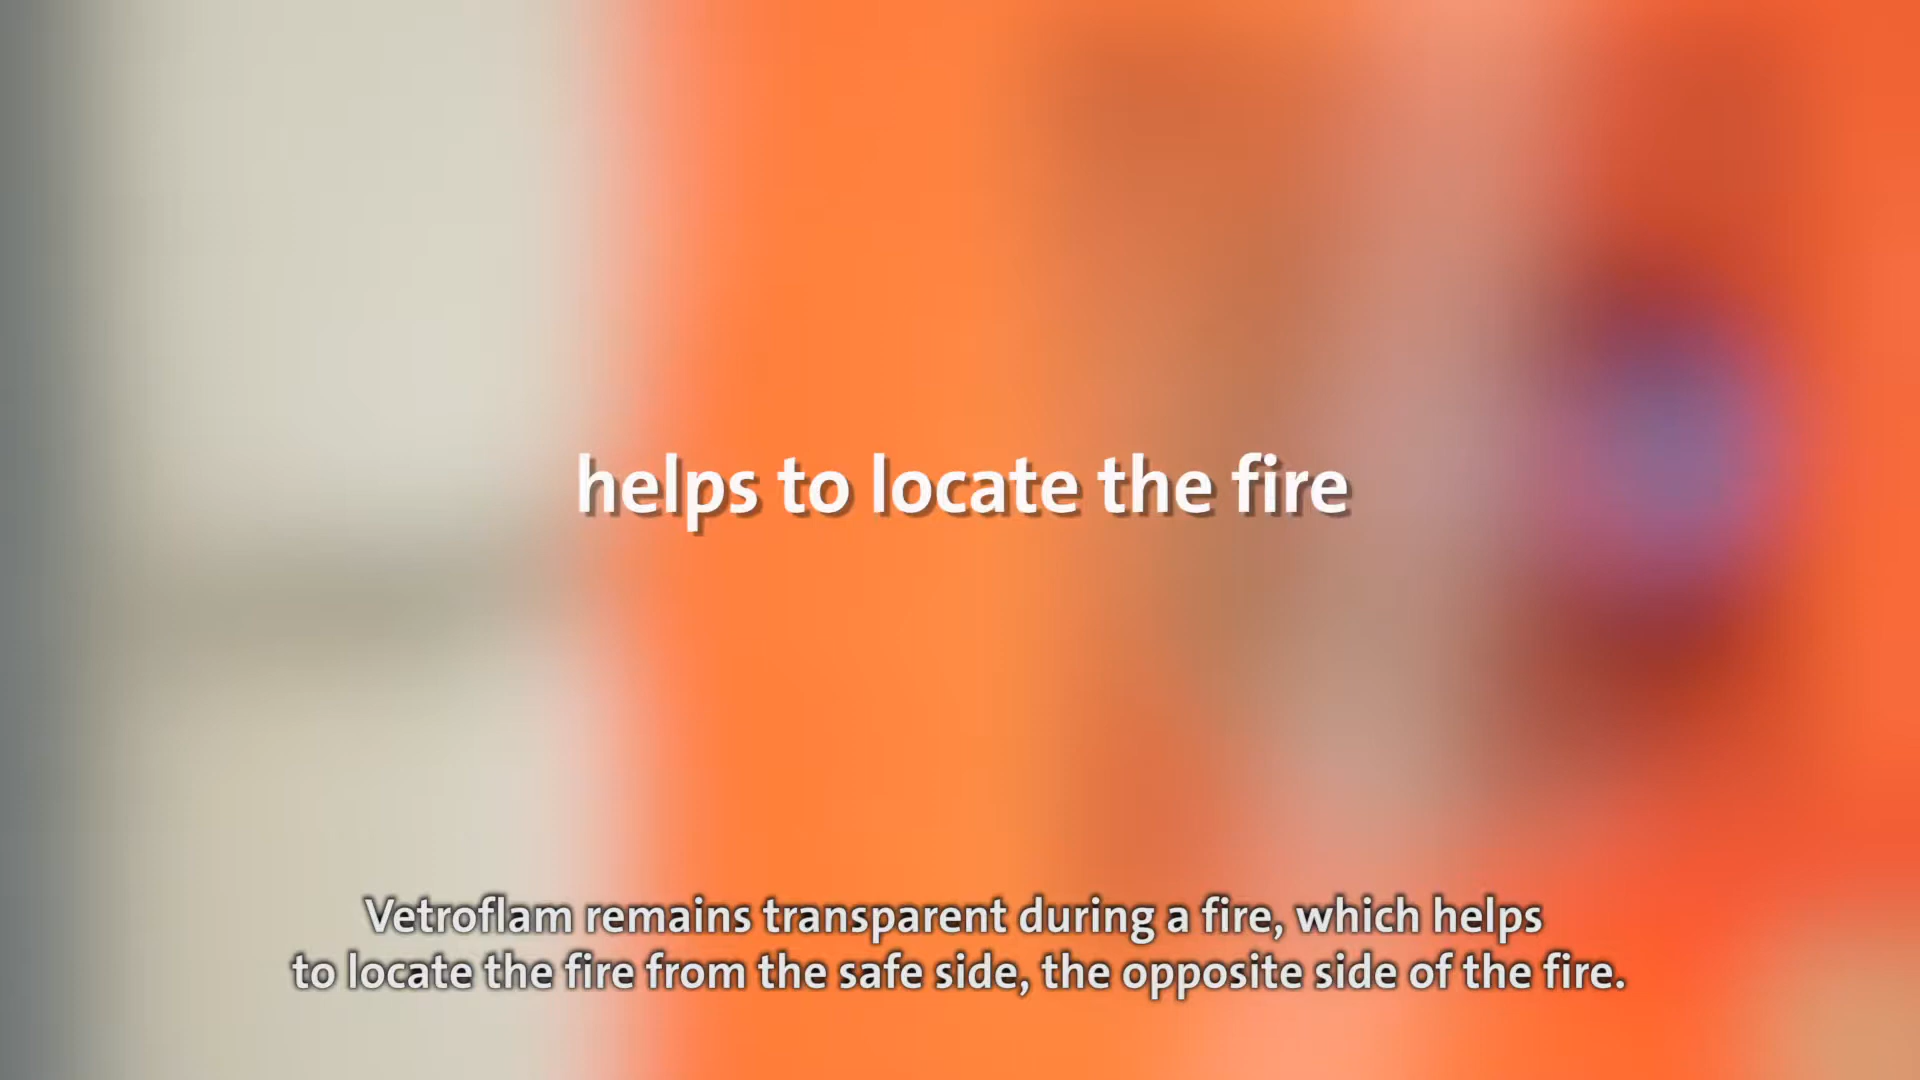 helps to locate the fire
Vetroflam remains transparent during a fire, which helps
to locate the fire from the safe side, the opposite side of the fire.